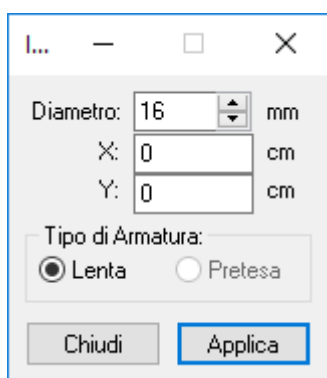 I...
Diametro: 16 mm
X: 0 cm
Y: 0 cm
Tipo di Armatura:
Lenta Pretesa
Chiudi Applica